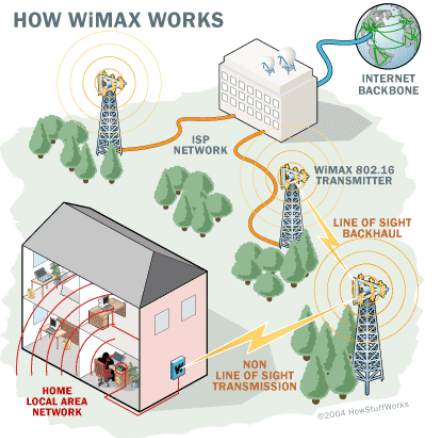 HOW WiMAX WORKS
INTERNET
BACKBONE
ISP
NETWORK
WiMAX 802.16
TRANSMITTER
LINE OF SIGHT
BACKHAUL
NON
LINE OF SIGHT
TRANSMISSION
HOME
LOCAL AREA
NETWORK
©2004 HowStuffWorks